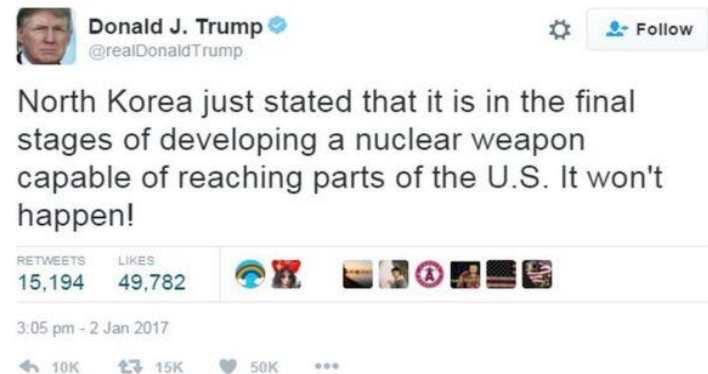 Donald J. Trump
Follow
@realDonaldTrump
North Korea just stated that it is in the final
stages of developing a nuclear weapon
capable of reaching parts of the U.S. It won't
happen!
RETWEETS LIKES
15,194 49,782
3:05 pm - 2 Jan 2017
10K 15K 50K